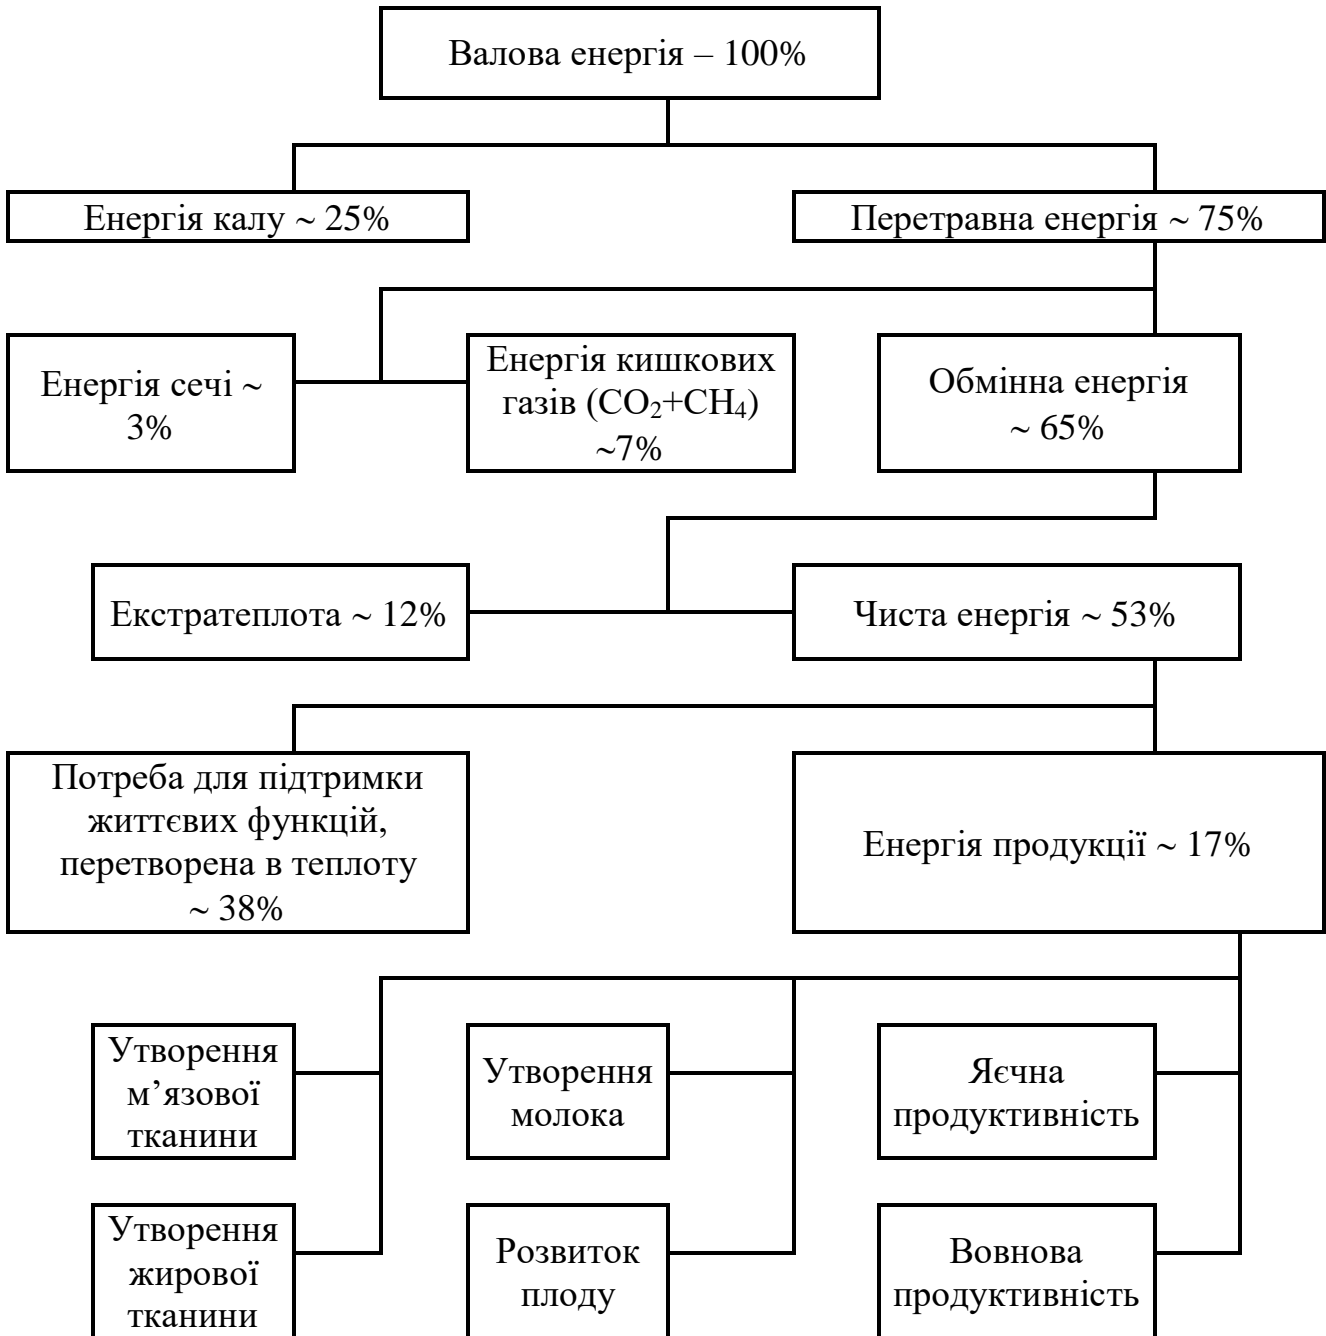 Валова енергія – 100%
Енергія калу ~ 25%
Перетравна енергія ~ 75%
Енергія сечі ~
3%
Енергія кишкових
газів (CO₂+CH₄)
~7%
Обмінна енергія
~ 65%
Екстратеплота ~ 12%
Чиста енергія ~ 53%
Потреба для підтримки
життєвих функцій,
перетворена в теплоту
~ 38%
Енергія продукції ~ 17%
Утворення
м’язової
тканини
Утворення
молока
Яєчна
продуктивність
Утворення
жирової
тканини
Розвиток
плоду
Вовнова
продуктивність